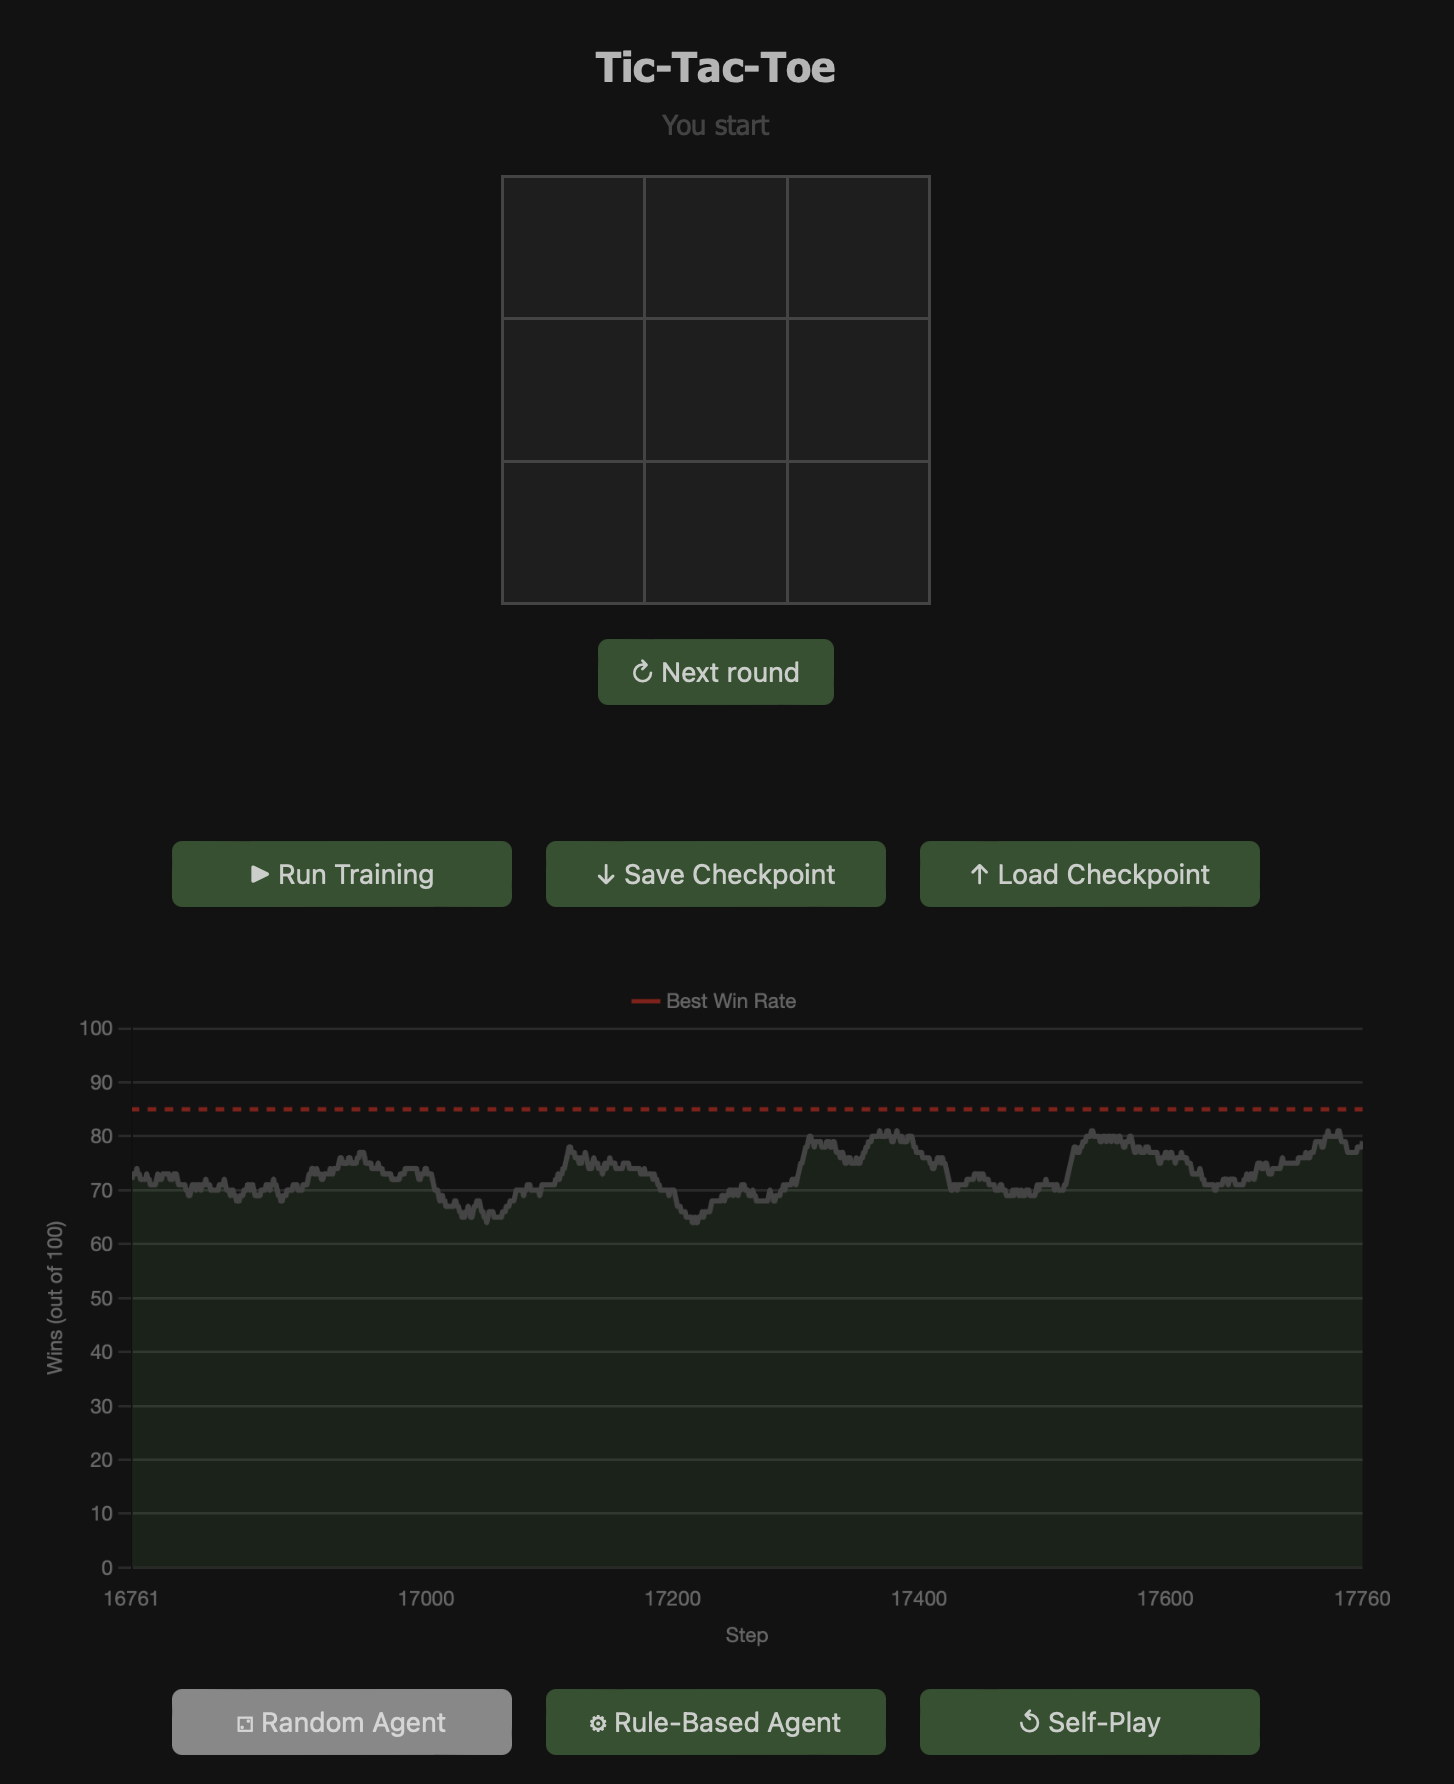 Tic-Tac-Toe
You start
↻ Next round
▶ Run Training
↓ Save Checkpoint
↑ Load Checkpoint
Best Win Rate
100
90
80
70
60
50
40
30
20
10
0
Wins (out of 100)
16761
17000
17200
17400
17600
17760
Step
⚁ Random Agent
⚙ Rule-Based Agent
↺ Self-Play